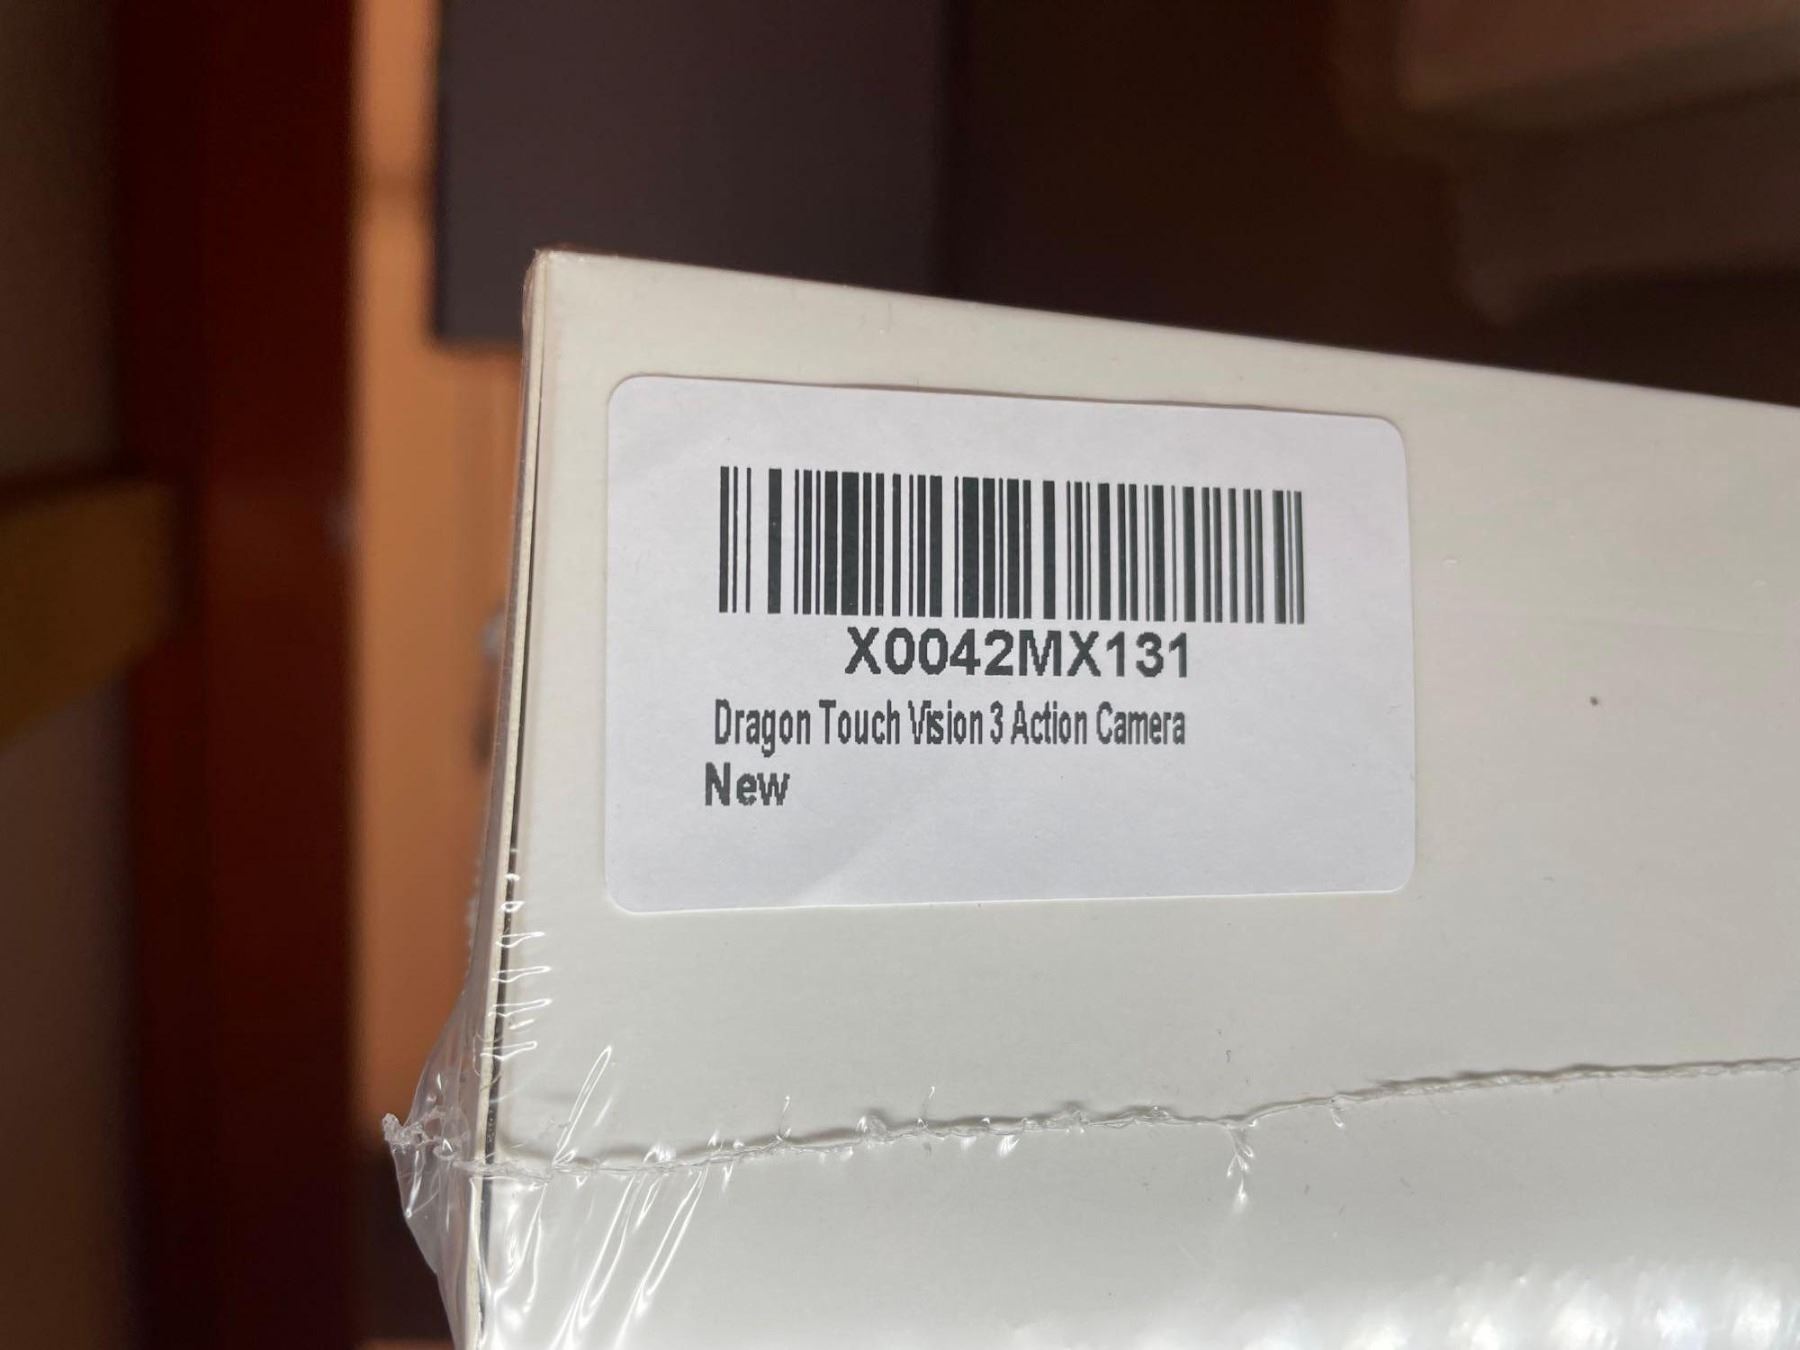 X0042MX131
Dragon Touch Vision 3 Action Camera
New